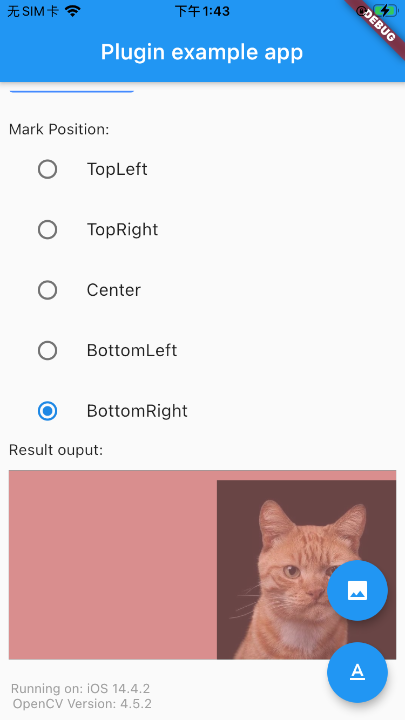 无SIM卡 下午1:43
DEBUG
Plugin example app
Mark Position:
TopLeft
TopRight
Center
BottomLeft
BottomRight
Result ouput:
A
Running on: iOS 14.4.2
OpenCV Version: 4.5.2